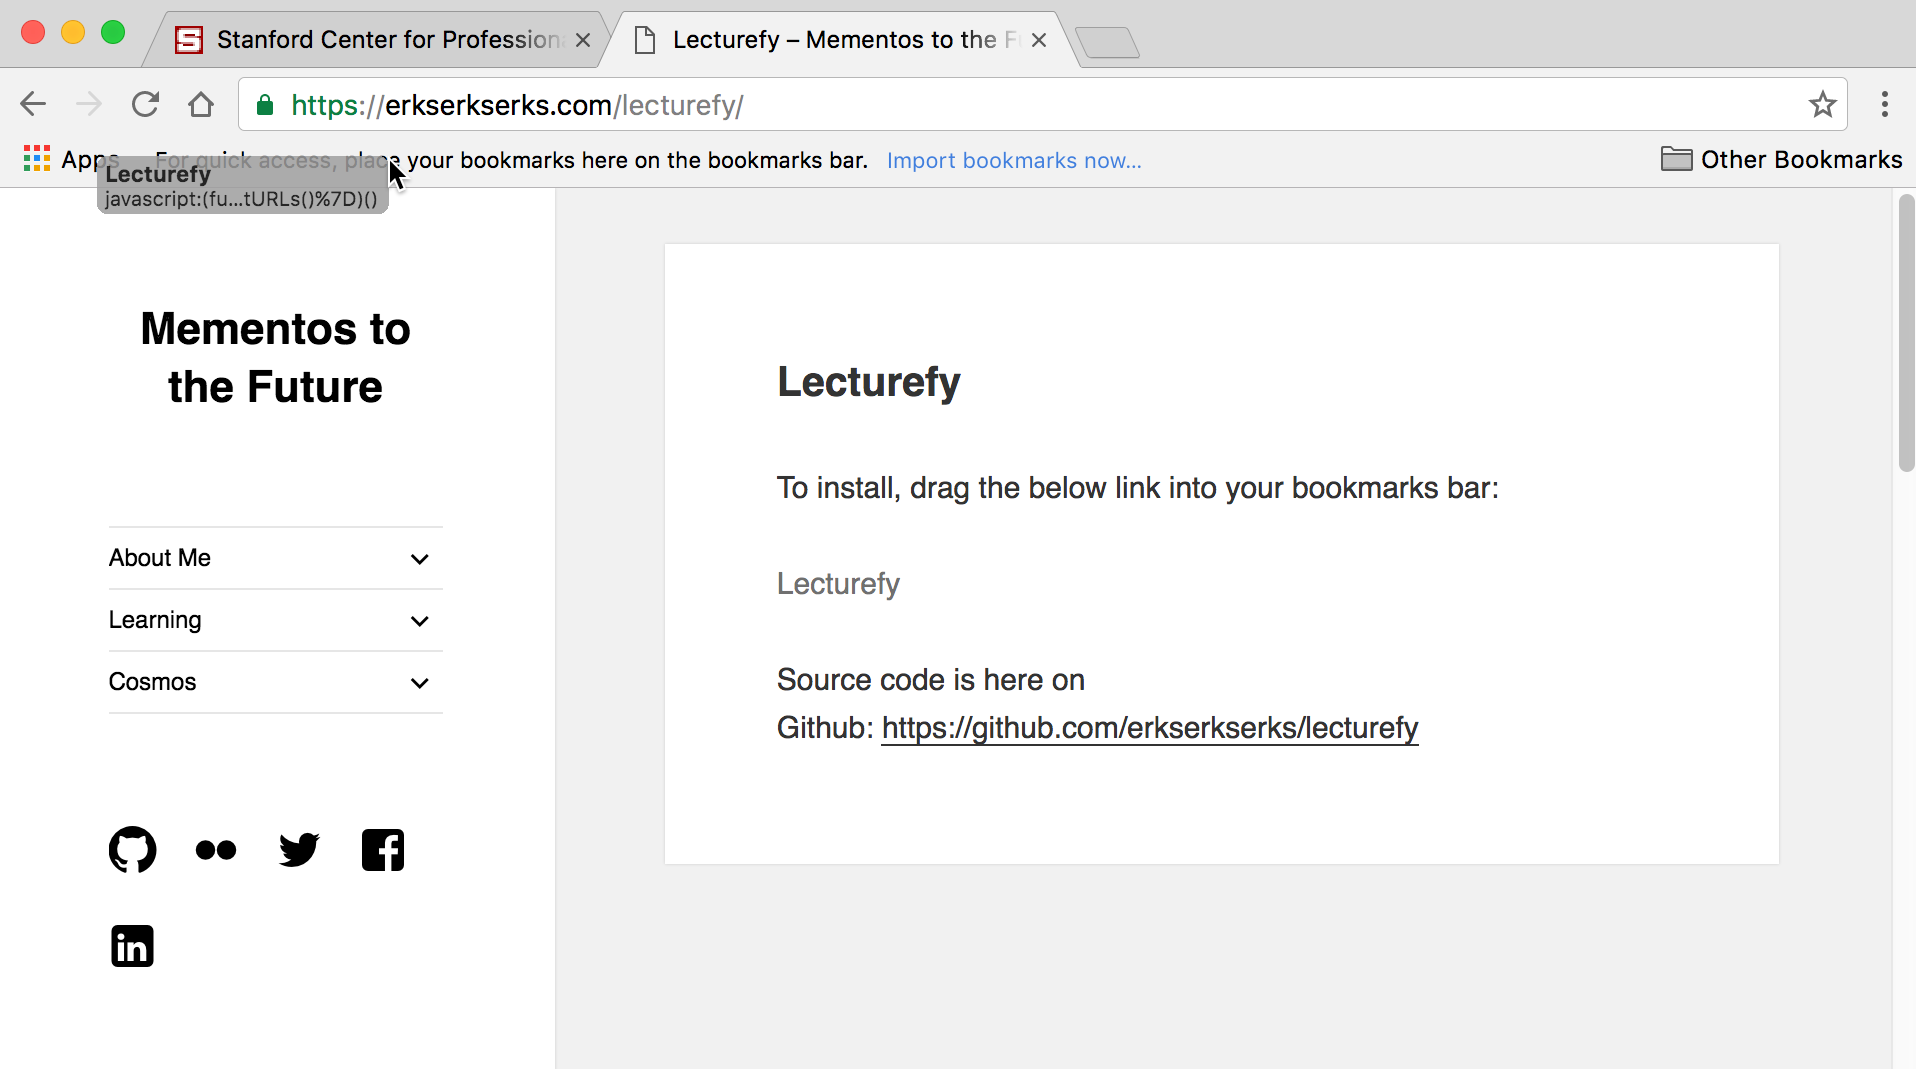 Stanford Center for Profession
Lecturefy – Mementos to the F
https://erkserkserks.com/lecturefy/
Apps For quick access, place your bookmarks here on the bookmarks bar. Import bookmarks now... Other Bookmarks
Lecturefy
javascript:(fu...tURLs()%7D)()
Mementos to
the Future
About Me
Learning
Cosmos
Lecturefy
To install, drag the below link into your bookmarks bar:
Lecturefy
Source code is here on
Github: https://github.com/erkserkserks/lecturefy
in